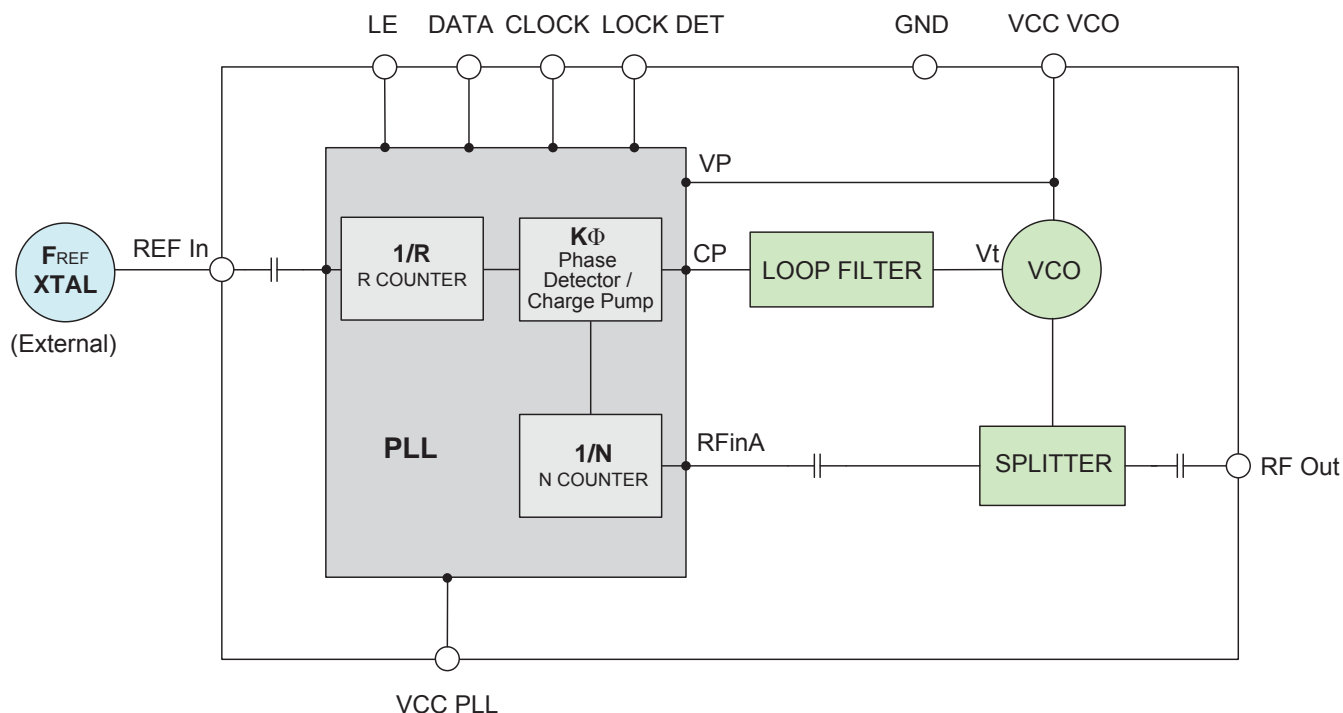 LE DATA CLOCK LOCK DET GND VCC VCO
VP
FREF
XTAL
(External)
REF In
1/R
R COUNTER
KΦ
Phase
Detector /
Charge Pump
CP
LOOP FILTER
Vt
VCO
PLL
1/N
N COUNTER
RFinA
SPLITTER
RF Out
VCC PLL